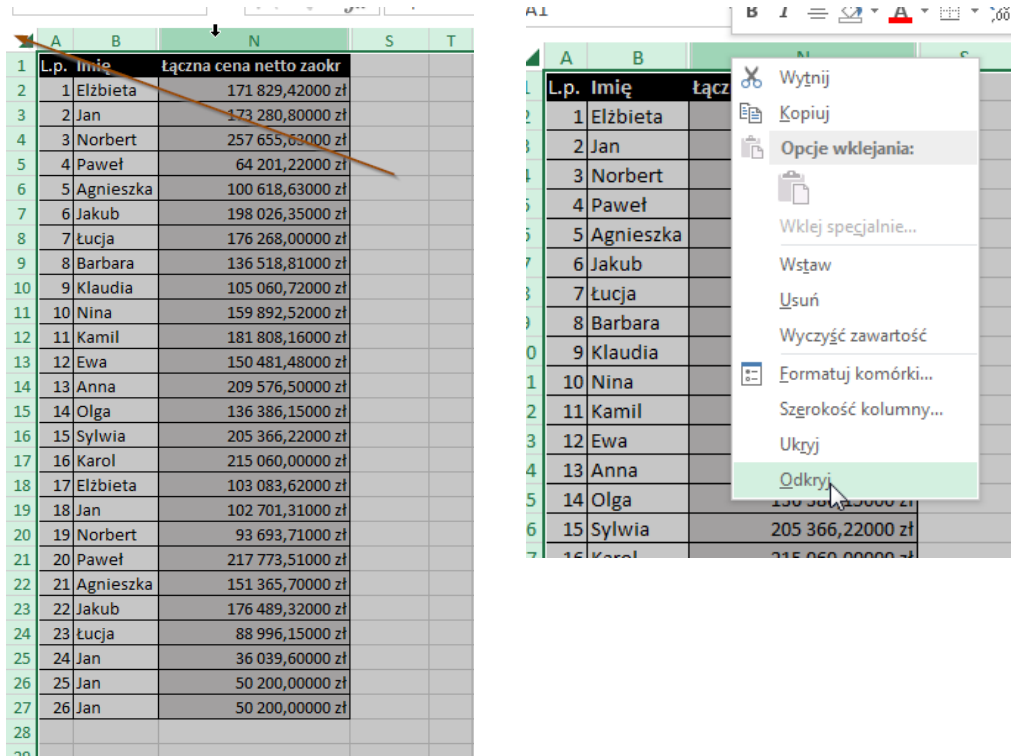 A B N S T
1 L.p. Imię Łączna cena netto zaokr
2 1 Elżbieta 171 829,42000 zł
3 2 Jan 173 280,80000 zł
4 3 Norbert 257 655,63000 zł
5 4 Paweł 64 201,22000 zł
6 5 Agnieszka 100 618,63000 zł
7 6 Jakub 198 026,35000 zł
8 7 Łucja 176 268,00000 zł
9 8 Barbara 136 518,81000 zł
10 9 Klaudia 105 060,72000 zł
11 10 Nina 159 892,52000 zł
12 11 Kamil 181 808,16000 zł
13 12 Ewa 150 481,48000 zł
14 13 Anna 209 576,50000 zł
15 14 Olga 136 386,15000 zł
16 15 Sylwia 205 366,22000 zł
17 16 Karol 215 060,00000 zł
18 17 Elżbieta 103 083,62000 zł
19 18 Jan 102 701,31000 zł
20 19 Norbert 93 693,71000 zł
21 20 Paweł 217 773,51000 zł
22 21 Agnieszka 151 365,70000 zł
23 22 Jakub 176 489,32000 zł
24 23 Łucja 88 996,15000 zł
25 24 Jan 36 039,60000 zł
26 25 Jan 50 200,00000 zł
27 26 Jan 50 200,00000 zł
28
29
A1 B I A ,00
A B N S
L.p. Imię Łącz
1 Elżbieta
2 Jan
3 Norbert
4 Paweł
5 Agnieszka
6 Jakub
7 Łucja
8 Barbara
9 Klaudia
10 Nina
11 Kamil
12 Ewa
13 Anna
14 Olga 136 386,15000 zł
15 Sylwia 205 366,22000 zł
16 Karol 215 060,00000 zł
Wytnij
Kopiuj
Opcje wklejania:
Wklej specjalnie...
Wstaw
Usuń
Wyczyść zawartość
Formatuj komórki...
Szerokość kolumny...
Ukryj
Odkryj